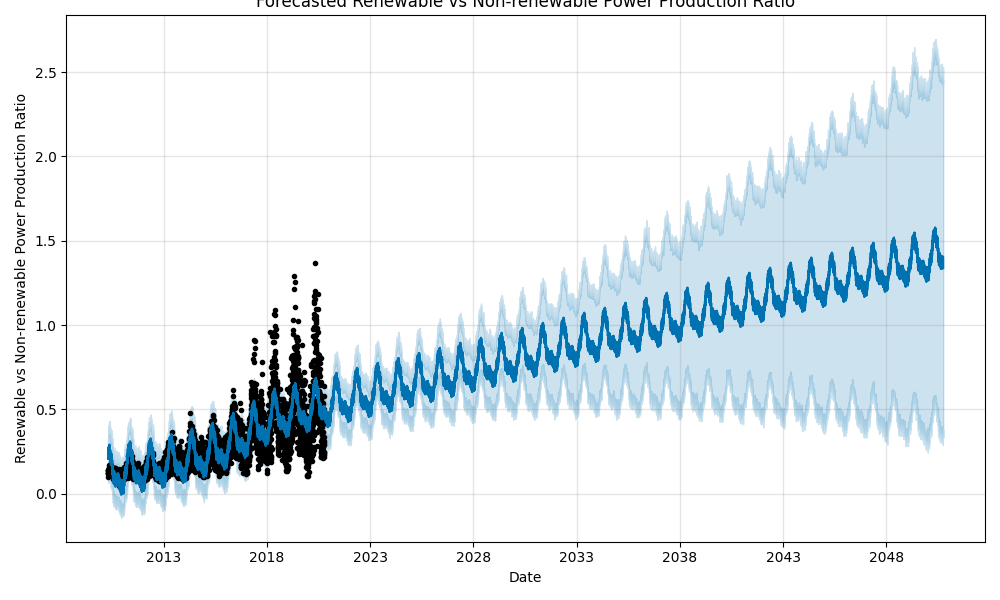 Forecasted Renewable vs Non-renewable Power Production Ratio
Renewable vs Non-renewable Power Production Ratio
2.5
2.0
1.5
1.0
0.5
0.0
2013 2018 2023 2028 2033 2038 2043 2048
Date